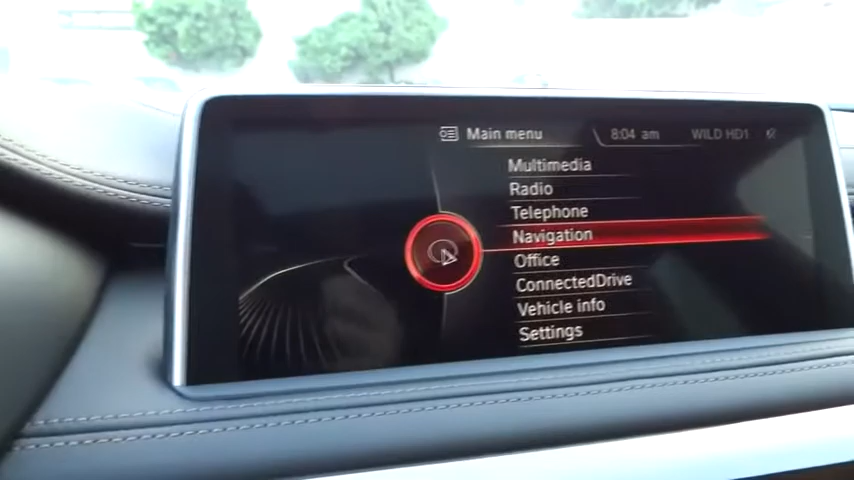 Main menu 8:04 am WILD HD1
Multimedia
Radio
Telephone
Navigation
Office
ConnectedDrive
Vehicle info
Settings